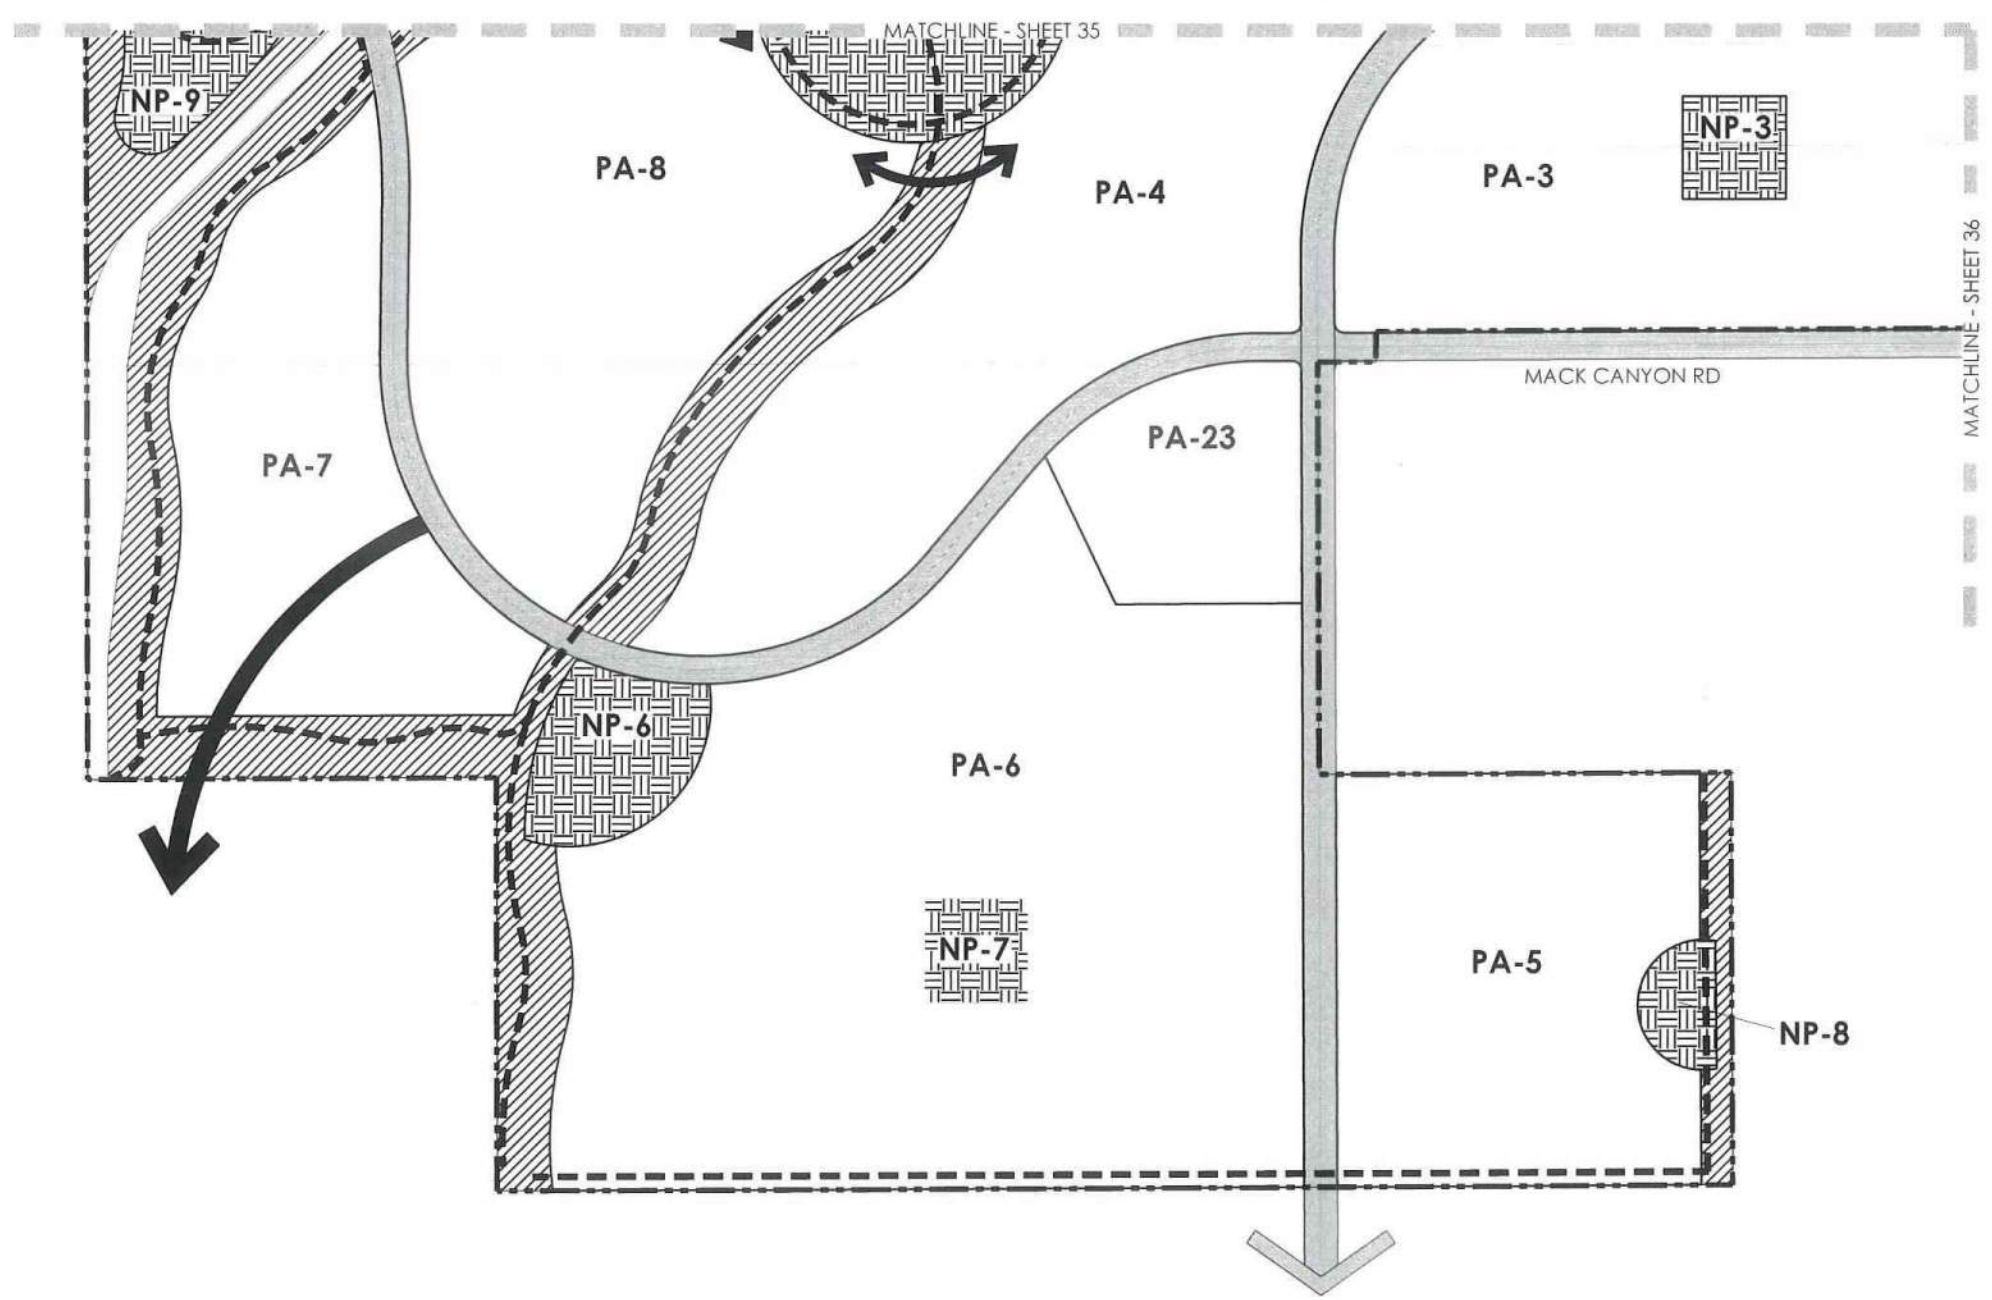 MATCHLINE - SHEET 35
NP-9
NP-3
PA-8
PA-3
PA-4
MATCHLINE - SHEET 36
MACK CANYON RD
PA-23
PA-7
NP-6
PA-6
NP-7
PA-5
NP-8